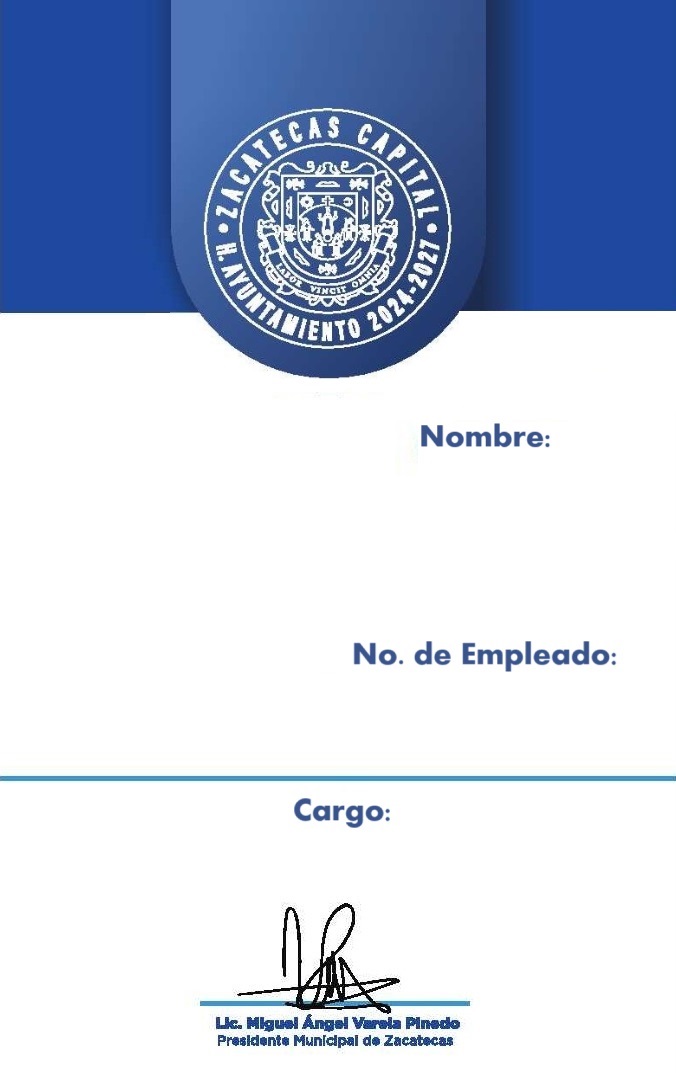 ZACATECAS CAPITAL
H. AYUNTAMIENTO 2024-2027
LABOR VINCIT OMNIA
Nombre:
No. de Empleado:
Cargo:
Lic. Miguel Ángel Varela Pinedo
Presidente Municipal de Zacatecas